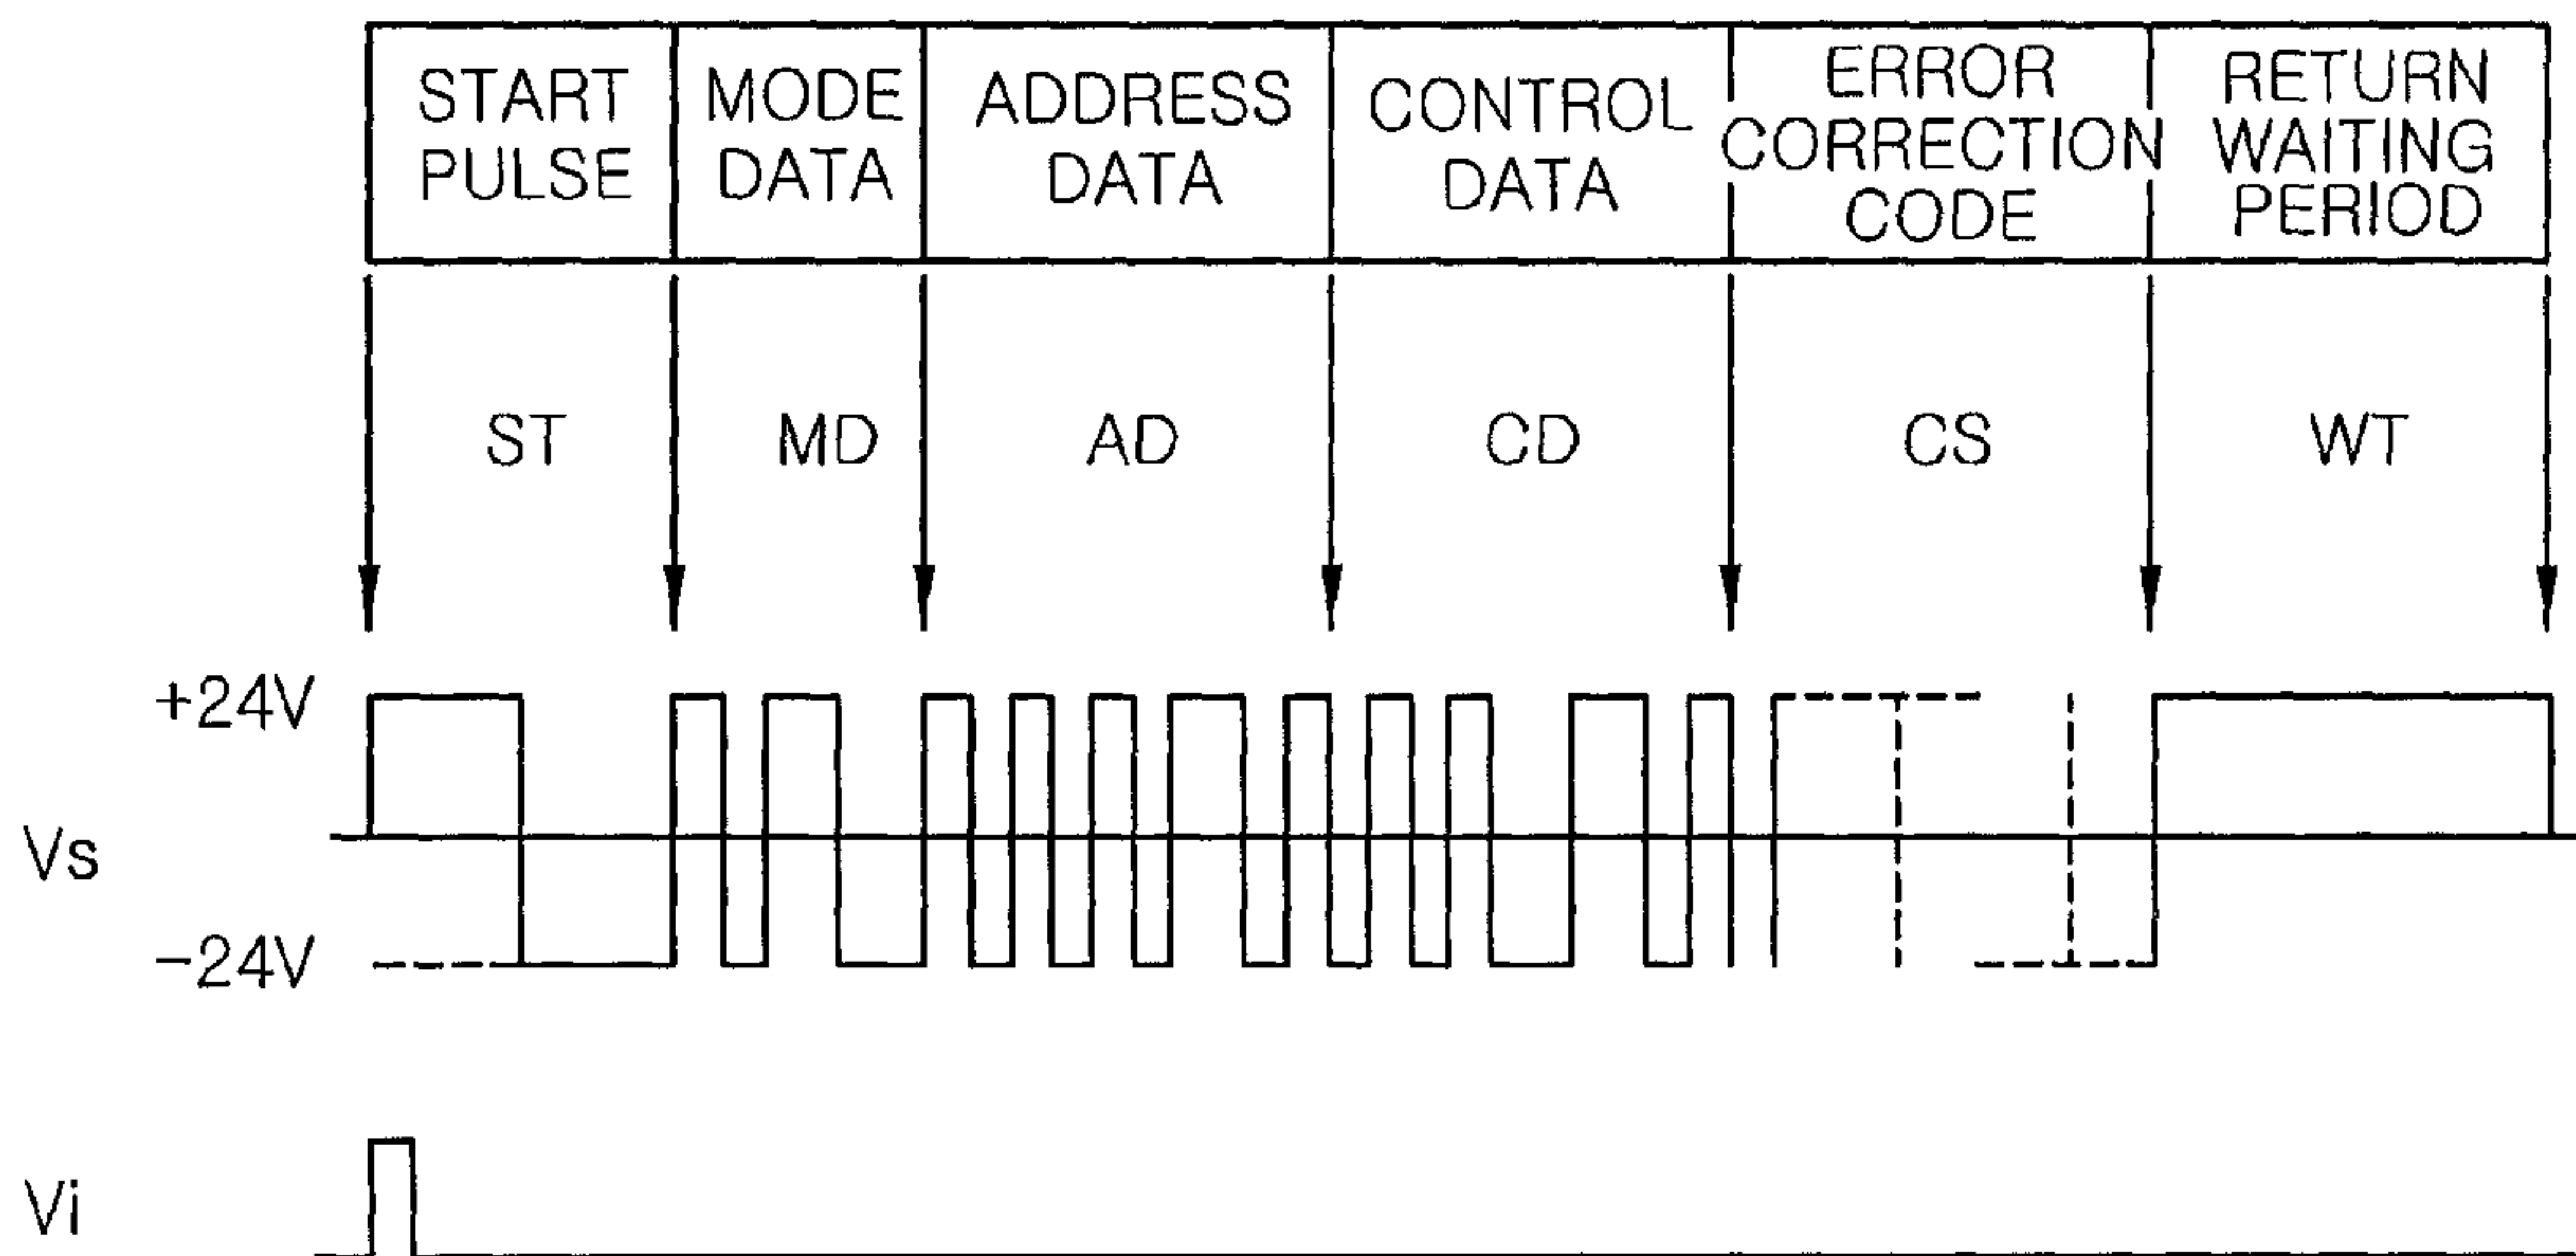 START
PULSE
MODE
DATA
ADDRESS
DATA
CONTROL
DATA
ERROR
CORRECTION
CODE
RETURN
WAITING
PERIOD
ST
MD
AD
CD
CS
WT
+24V
Vs
-24V
Vi